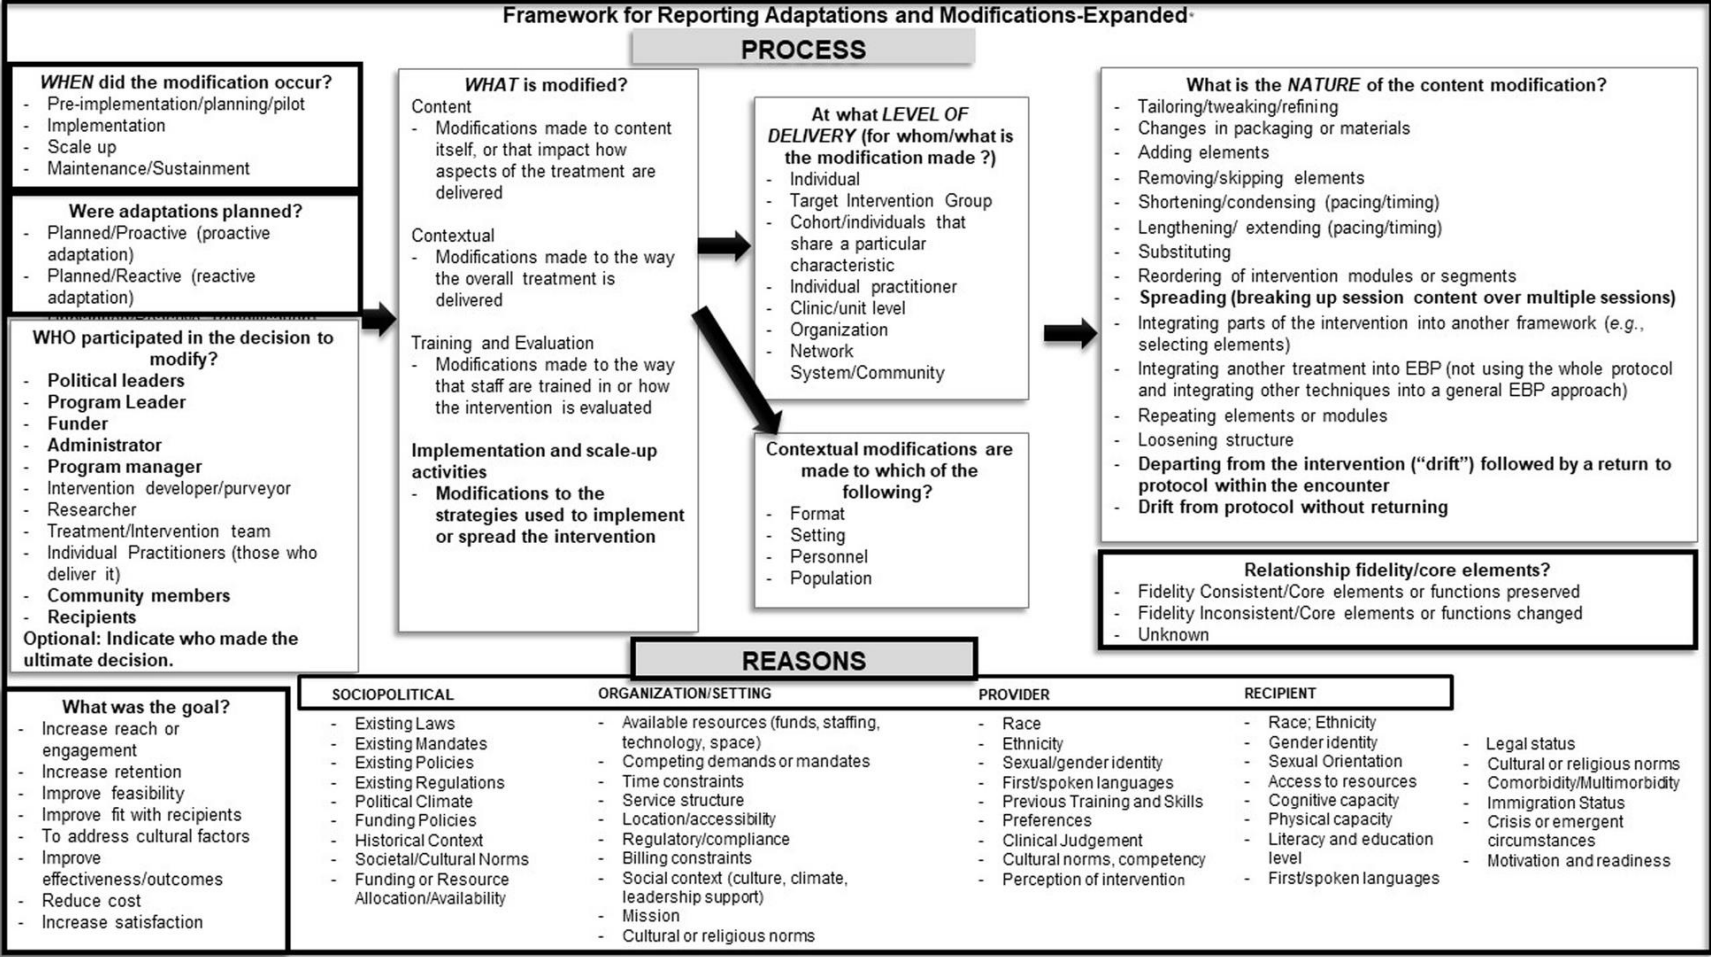 Framework for Reporting Adaptations and Modifications-Expanded*
PROCESS
WHEN did the modification occur?
- Pre-implementation/planning/pilot
- Implementation
- Scale up
- Maintenance/Sustainment
Were adaptations planned?
- Planned/Proactive (proactive
adaptation)
- Planned/Reactive (reactive
adaptation)
WHO participated in the decision to
modify?
- Political leaders
- Program Leader
- Funder
- Administrator
- Program manager
- Intervention developer/purveyor
- Researcher
- Treatment/Intervention team
- Individual Practitioners (those who
deliver it)
- Community members
- Recipients
Optional: Indicate who made the
ultimate decision.
WHAT is modified?
Content
- Modifications made to content
itself, or that impact how
aspects of the treatment are
delivered
Contextual
- Modifications made to the way
the overall treatment is
delivered
Training and Evaluation
- Modifications made to the way
that staff are trained in or how
the intervention is evaluated
Implementation and scale-up
activities
- Modifications to the
strategies used to implement
or spread the intervention
At what LEVEL OF
DELIVERY (for whom/what is
the modification made ?)
- Individual
- Target Intervention Group
- Cohort/individuals that
share a particular
characteristic
- Individual practitioner
- Clinic/unit level
- Organization
- Network
System/Community
Contextual modifications are
made to which of the
following?
- Format
- Setting
- Personnel
- Population
What is the NATURE of the content modification?
- Tailoring/tweaking/refining
- Changes in packaging or materials
- Adding elements
- Removing/skipping elements
- Shortening/condensing (pacing/timing)
- Lengthening/ extending (pacing/timing)
- Substituting
- Reordering of intervention modules or segments
- Spreading (breaking up session content over multiple sessions)
- Integrating parts of the intervention into another framework (e.g.,
selecting elements)
- Integrating another treatment into EBP (not using the whole protocol
and integrating other techniques into a general EBP approach)
- Repeating elements or modules
- Loosening structure
- Departing from the intervention (“drift”) followed by a return to
protocol within the encounter
- Drift from protocol without returning
Relationship fidelity/core elements?
- Fidelity Consistent/Core elements or functions preserved
- Fidelity Inconsistent/Core elements or functions changed
- Unknown
REASONS
What was the goal?
- Increase reach or
engagement
- Increase retention
- Improve feasibility
- Improve fit with recipients
- To address cultural factors
- Improve
effectiveness/outcomes
- Reduce cost
- Increase satisfaction
SOCIOPOLITICAL
- Existing Laws
- Existing Mandates
- Existing Policies
- Existing Regulations
- Political Climate
- Funding Policies
- Historical Context
- Societal/Cultural Norms
- Funding or Resource
Allocation/Availability
ORGANIZATION/SETTING
- Available resources (funds, staffing,
technology, space)
- Competing demands or mandates
- Time constraints
- Service structure
- Location/accessibility
- Regulatory/compliance
- Billing constraints
- Social context (culture, climate,
leadership support)
- Mission
- Cultural or religious norms
PROVIDER
- Race
- Ethnicity
- Sexual/gender identity
- First/spoken languages
- Previous Training and Skills
- Preferences
- Clinical Judgement
- Cultural norms, competency
- Perception of intervention
RECIPIENT
- Race; Ethnicity
- Gender identity
- Sexual Orientation
- Access to resources
- Cognitive capacity
- Physical capacity
- Literacy and education
level
- First/spoken languages
- Legal status
- Cultural or religious norms
- Comorbidity/Multimorbidity
- Immigration Status
- Crisis or emergent
circumstances
- Motivation and readiness